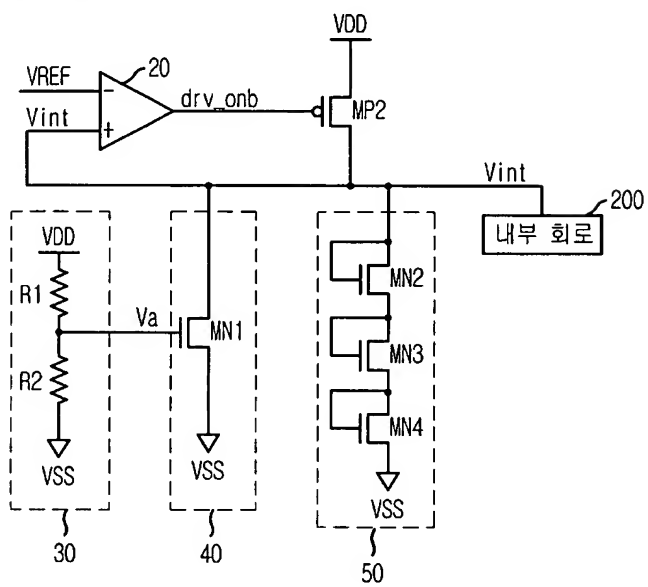 VDD
20
VREF
−
drv_onb
MP2
Vint
+
Vint
200
내부 회로
VDD
R1
Va
MN1
MN2
R2
MN3
MN4
VSS
VSS
VSS
30
40
50